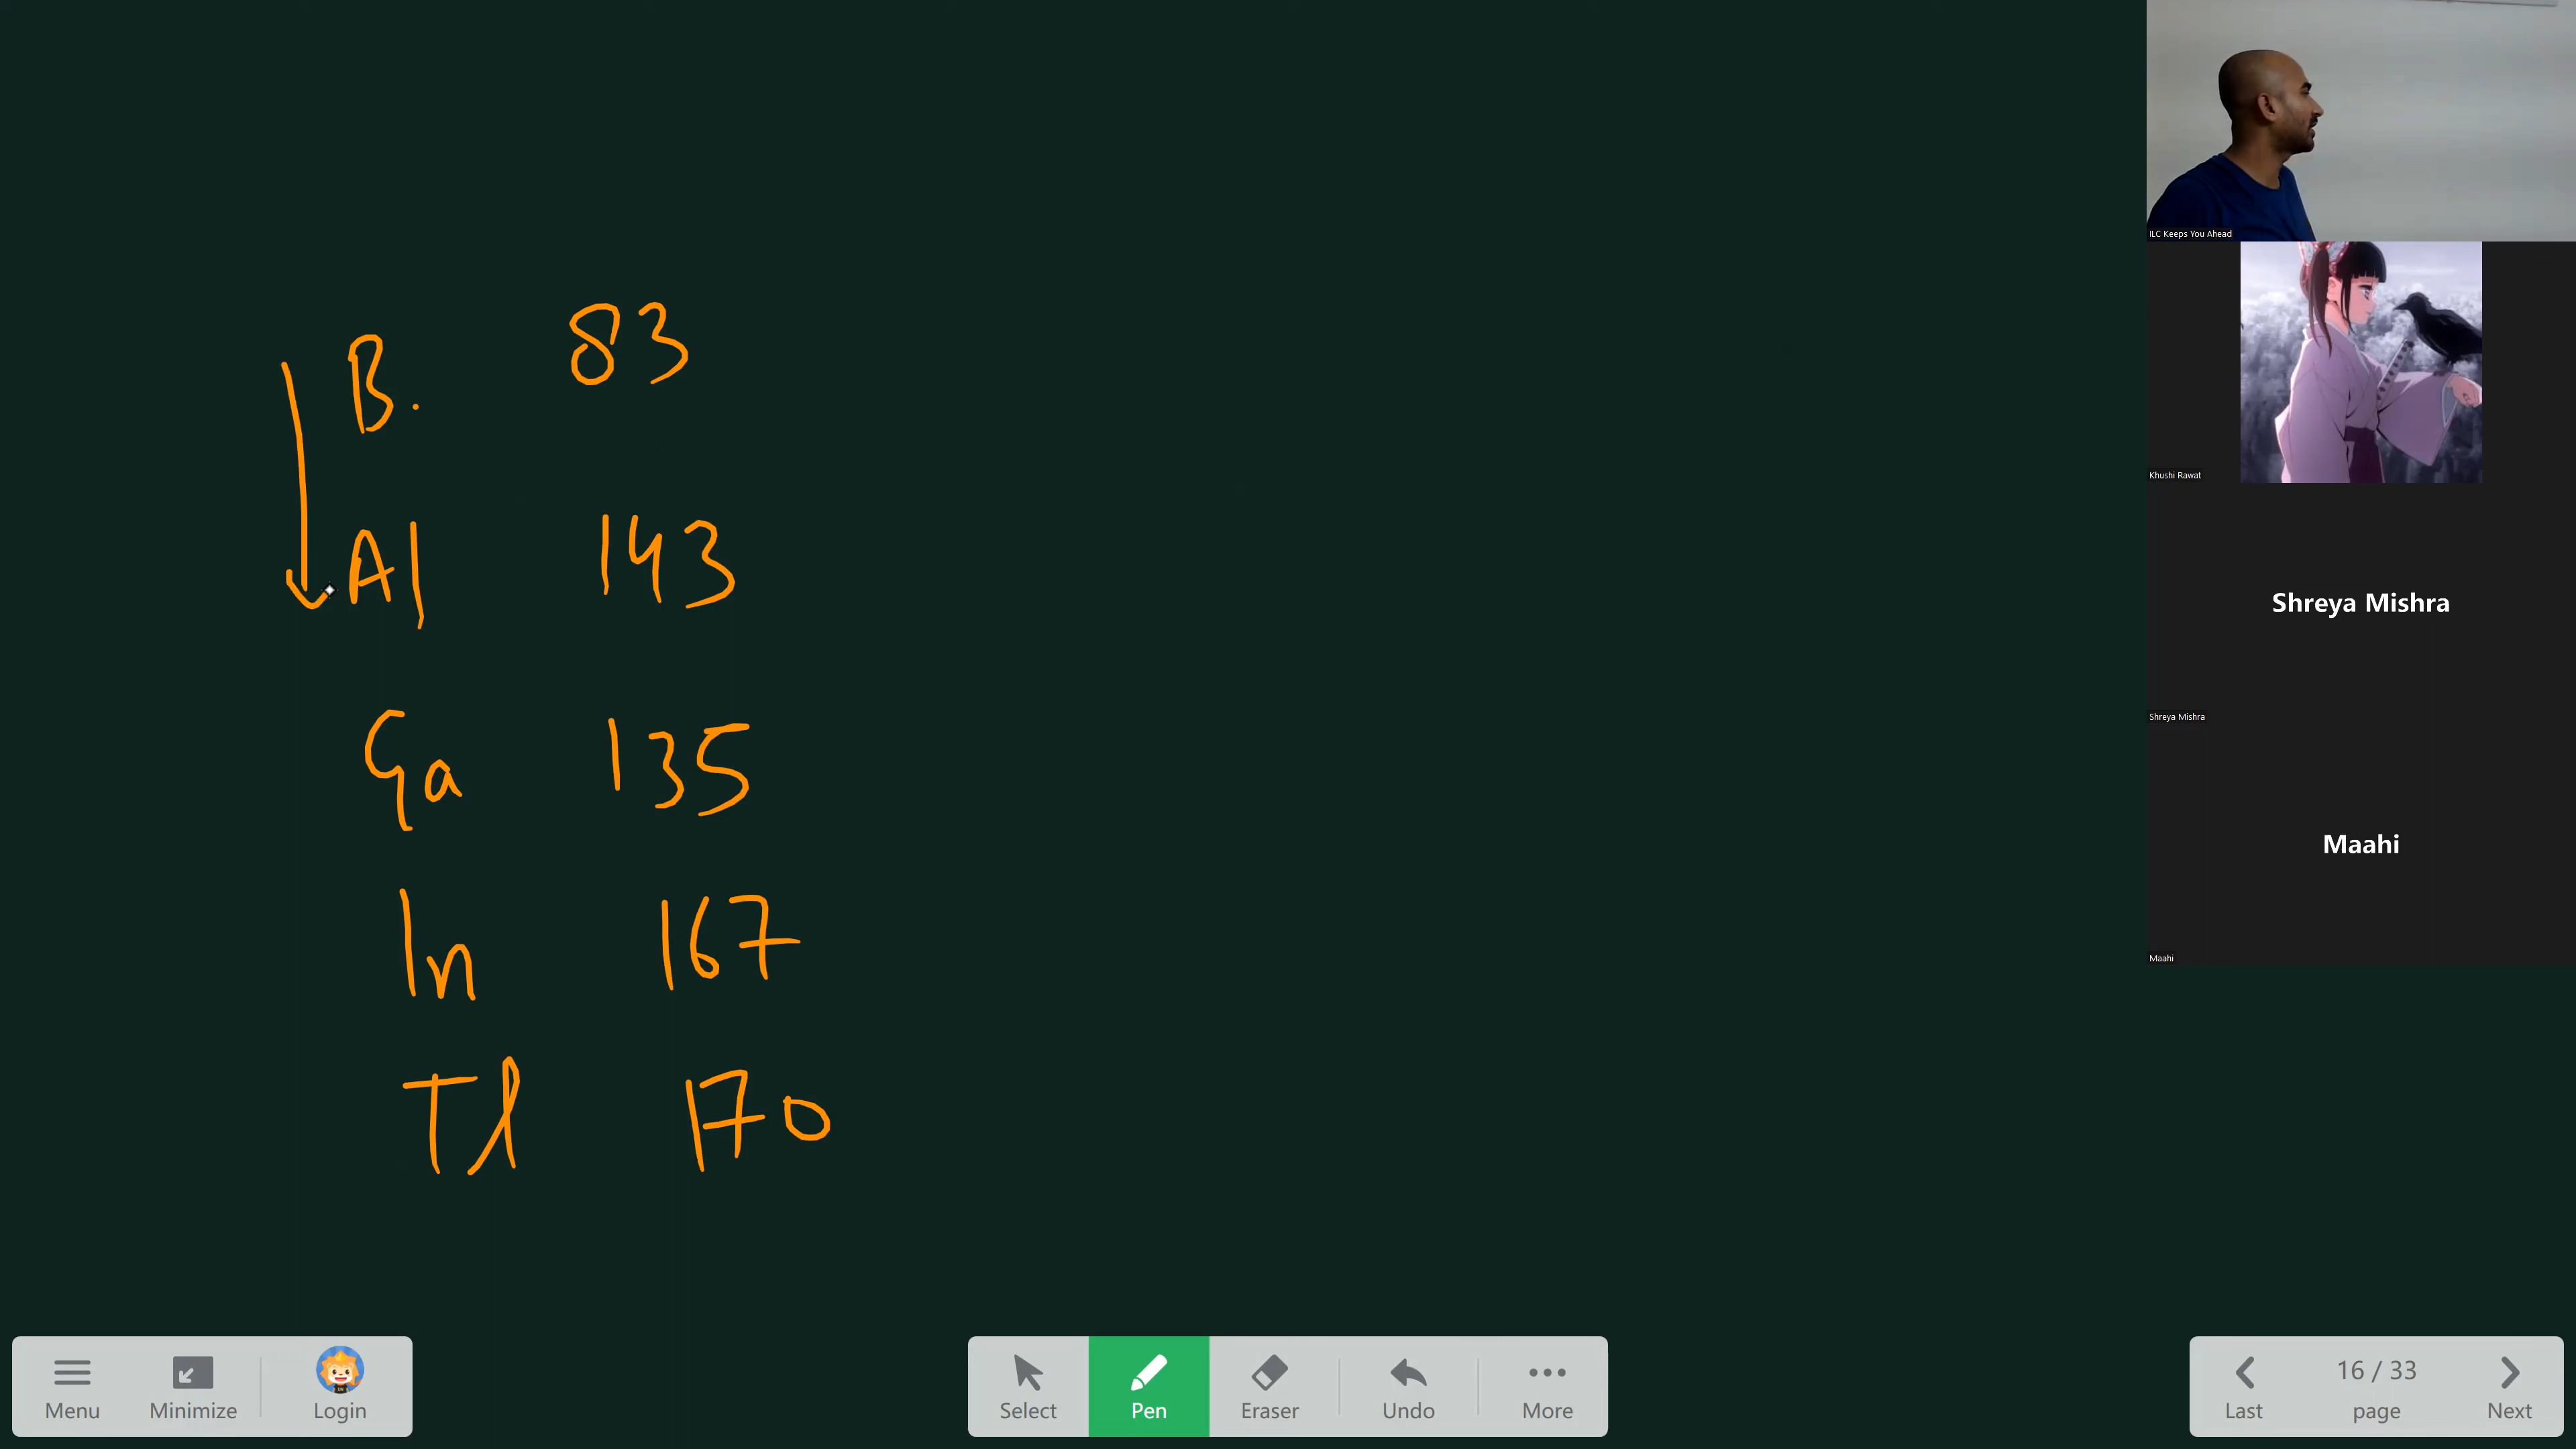 B. 83
Al 143
Ga 135
In 167
Tl 170
ILC Keeps You Ahead
Khushi Rawat
Shreya Mishra
Shreya Mishra
Maahi
Maahi
Menu Minimize Login
Select Pen Eraser Undo More
Last 16 / 33 page Next